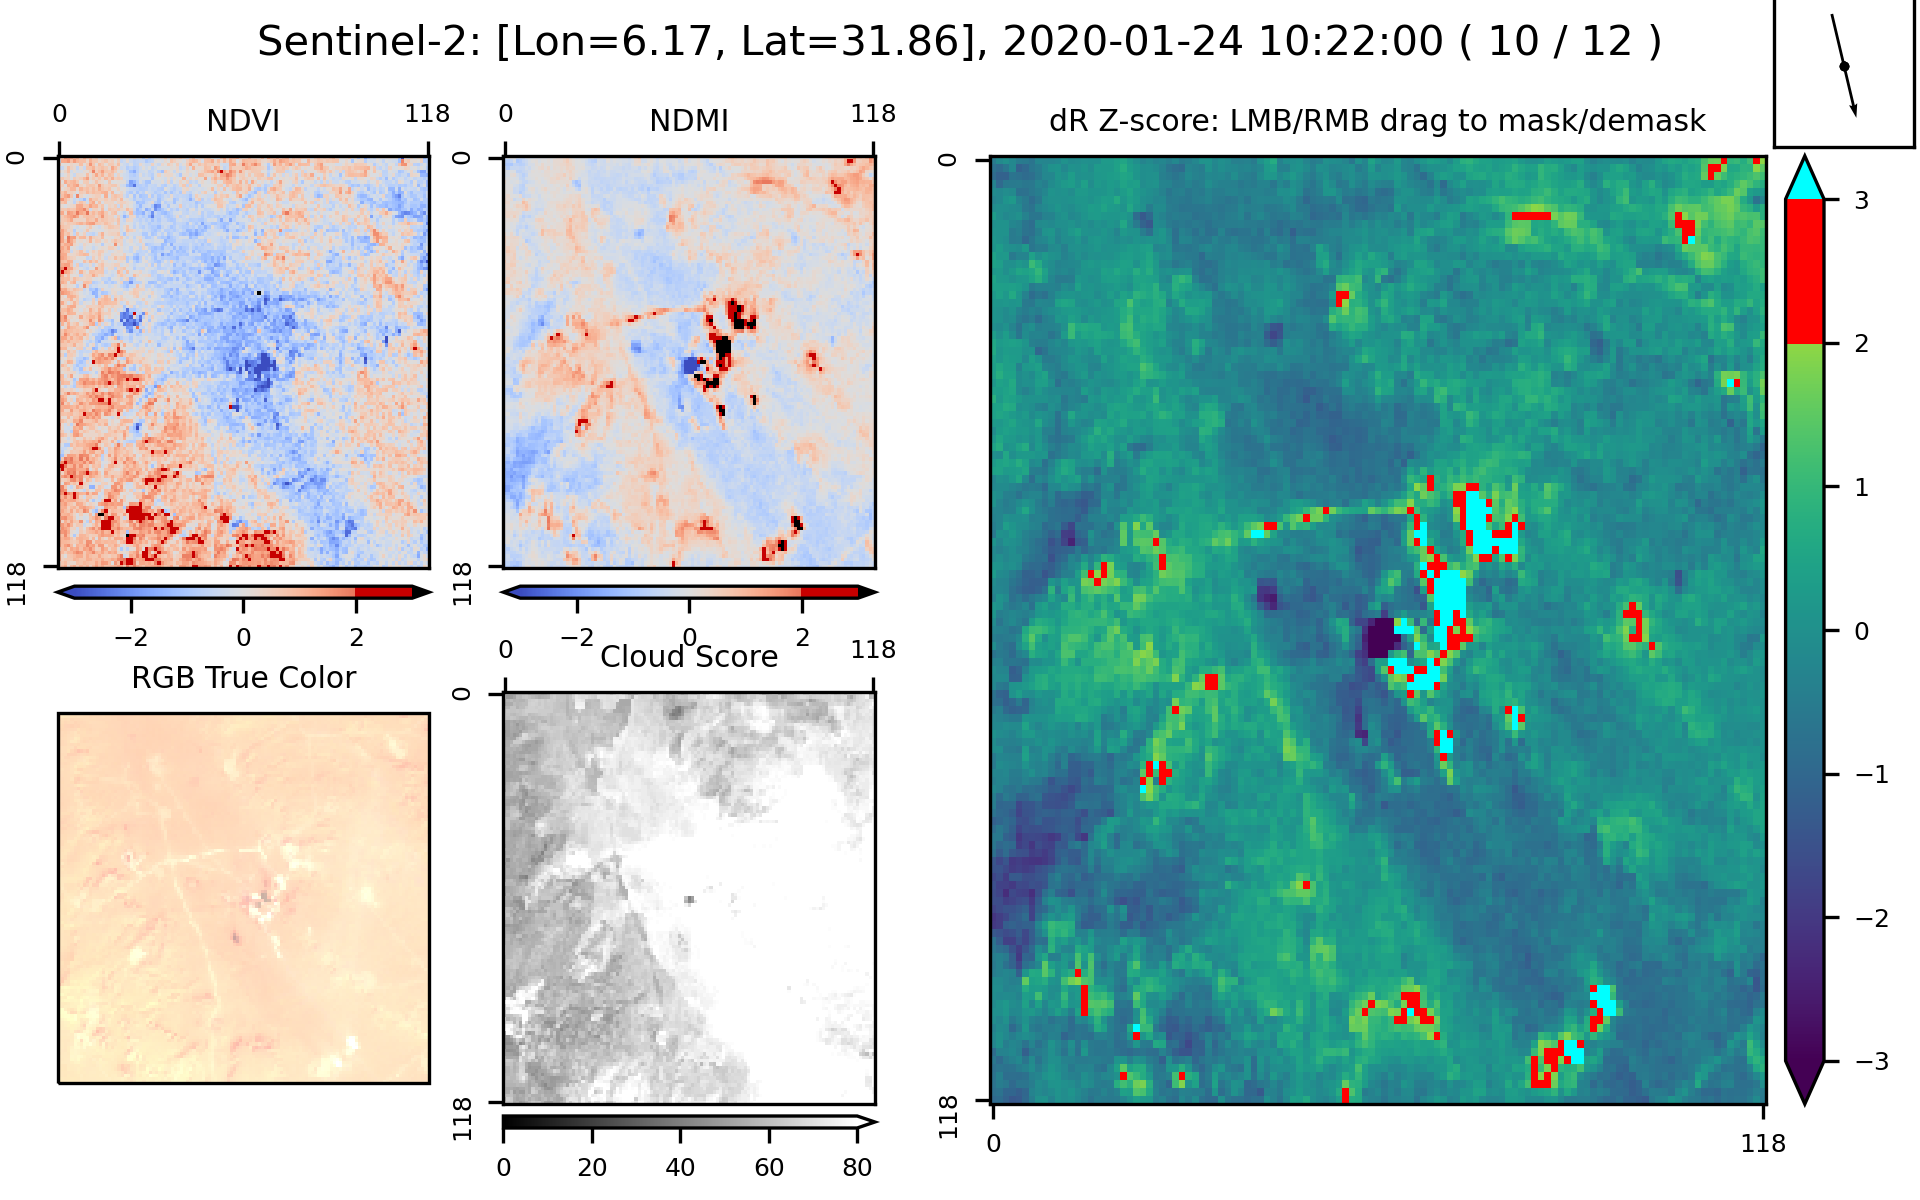 Sentinel-2: [Lon=6.17, Lat=31.86], 2020-01-24 10:22:00 ( 10 / 12 )
0 118
NDVI
0
118
−2 0 2
0 118
NDMI
0
118
−2 0 2
dR Z-score: LMB/RMB drag to mask/demask
0
118
0 118
3
2
1
0
−1
−2
−3
RGB True Color
0 118
Cloud Score
0
118
0 20 40 60 80